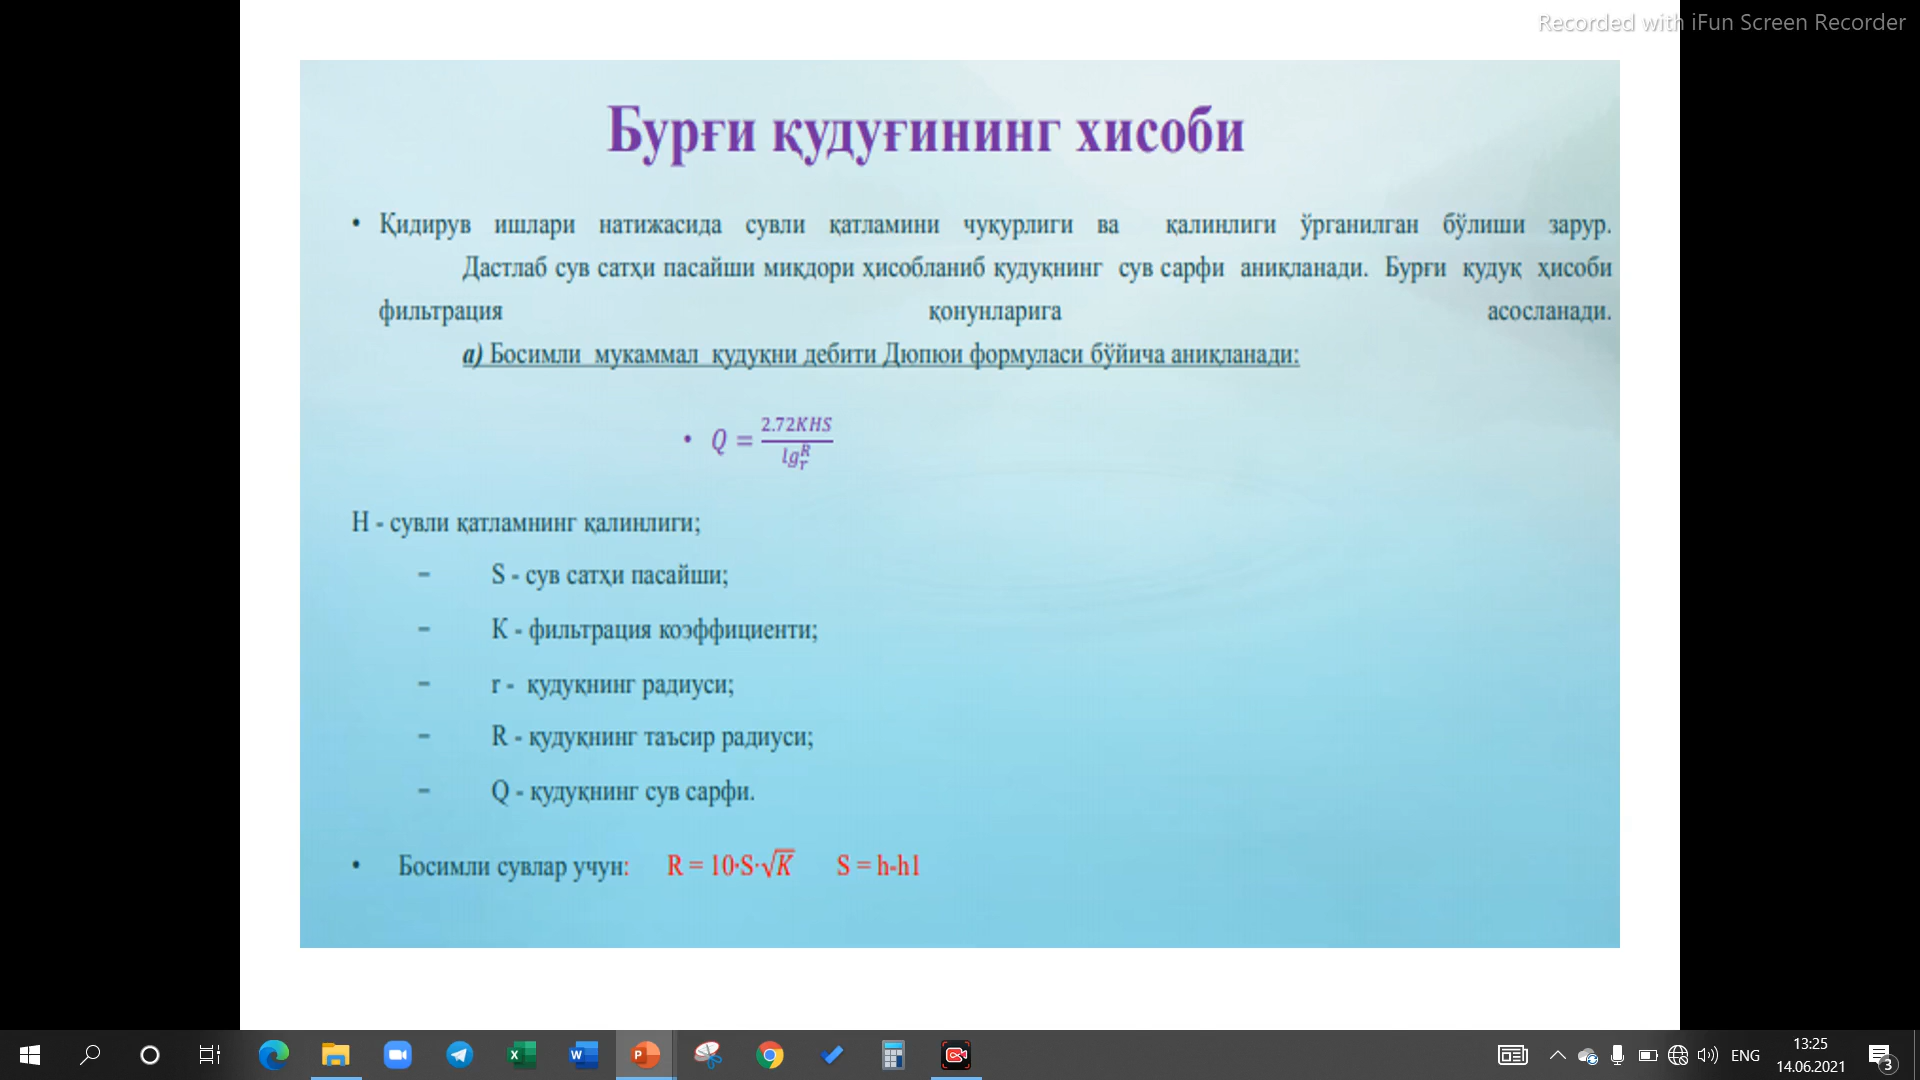 Recorded with iFun Screen Recorder
Бурғи қудуғининг хисоби
• Қидирув ишлари натижасида сувли қатламини чуқурлиги ва қалинлиги ўрганилган бўлиши зарур.
Дастлаб сув сатҳи пасайши миқдори ҳисобланиб қудуқнинг сув сарфи аниқланади. Бурғи қудуқ ҳисоби
фильтрация қонунларига асосланади.
а) Босимли мукаммал қудуқни дебити Дюпюи формуласи бўйича аниқланади:
• Q = 2.72KHS / lg R r
Н - сувли қатламнинг қалинлиги;
– S - сув сатҳи пасайши;
– К - фильтрация коэффициенти;
– r - қудуқнинг радиуси;
– R - қудуқнинг таъсир радиуси;
– Q - қудуқнинг сув сарфи.
• Босимли сувлар учун: R = 10·S·√K S = h-h1
ENG
13:25
14.06.2021
3